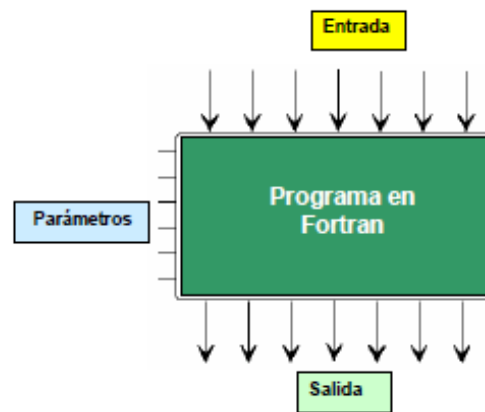 Entrada
Programa en
Fortran
Parámetros
Salida